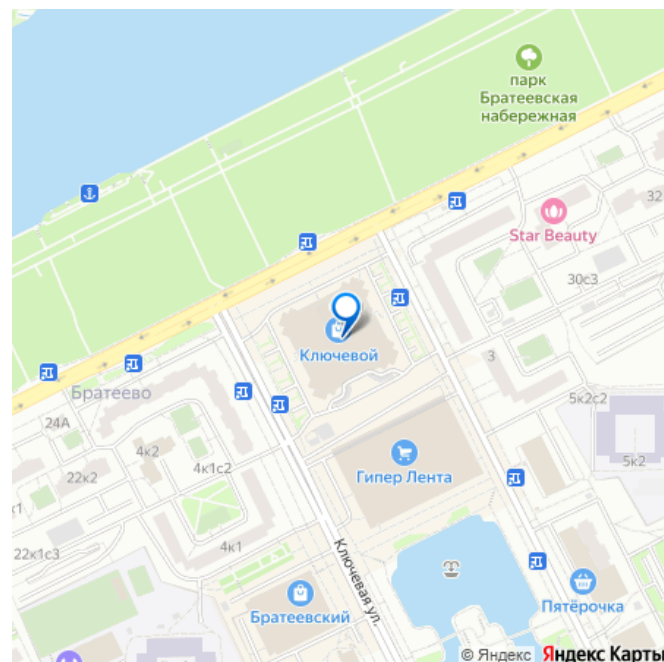 парк
Братеевская
набережная
32
Star Beauty
30с3
Ключевой
3
Братеево
24А
5к2с2
4к2
22к2
4к1с2
5к2
Гипер Лента
к1
22к1с3
4к1
Ключевая ул.
Братеевский
Пятёрочка
© Яндекс Яндекс Карты